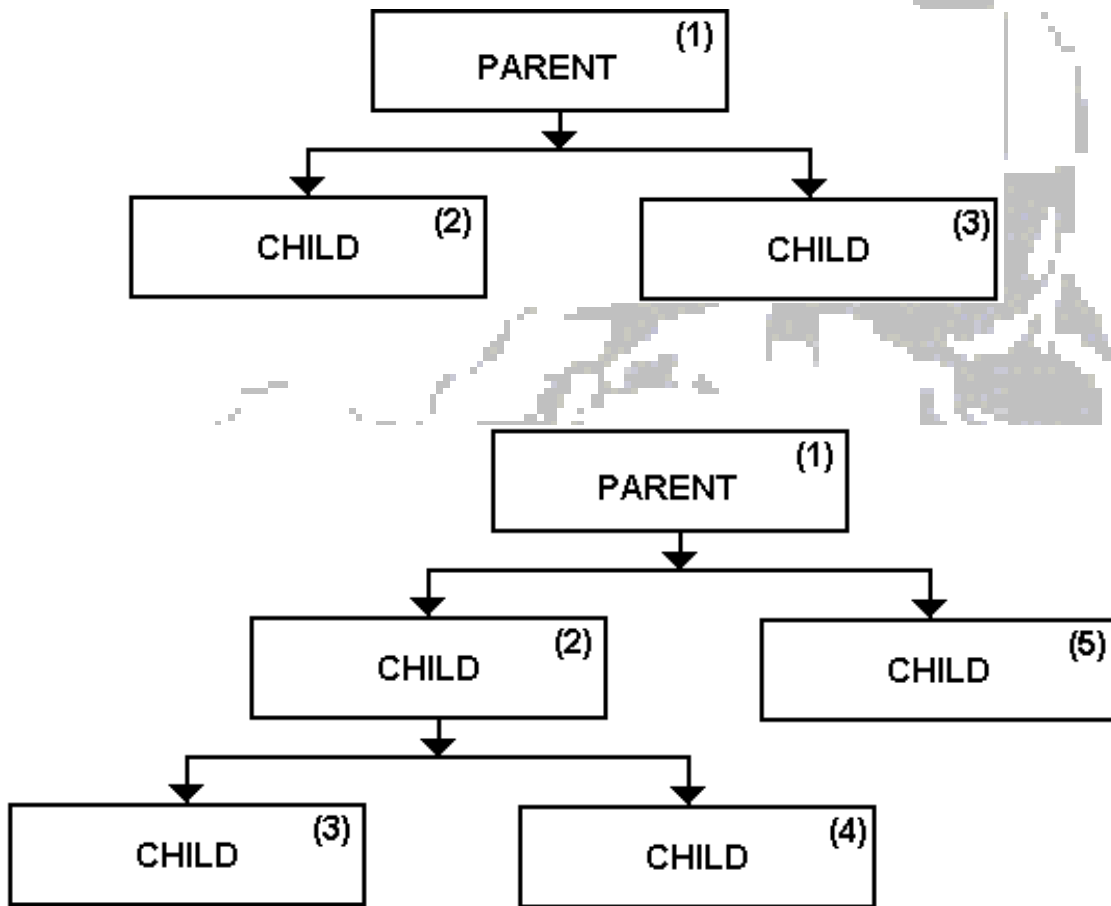 (1)
PARENT
(2)
CHILD
(3)
CHILD
(1)
PARENT
(2)
CHILD
(5)
CHILD
(3)
CHILD
(4)
CHILD